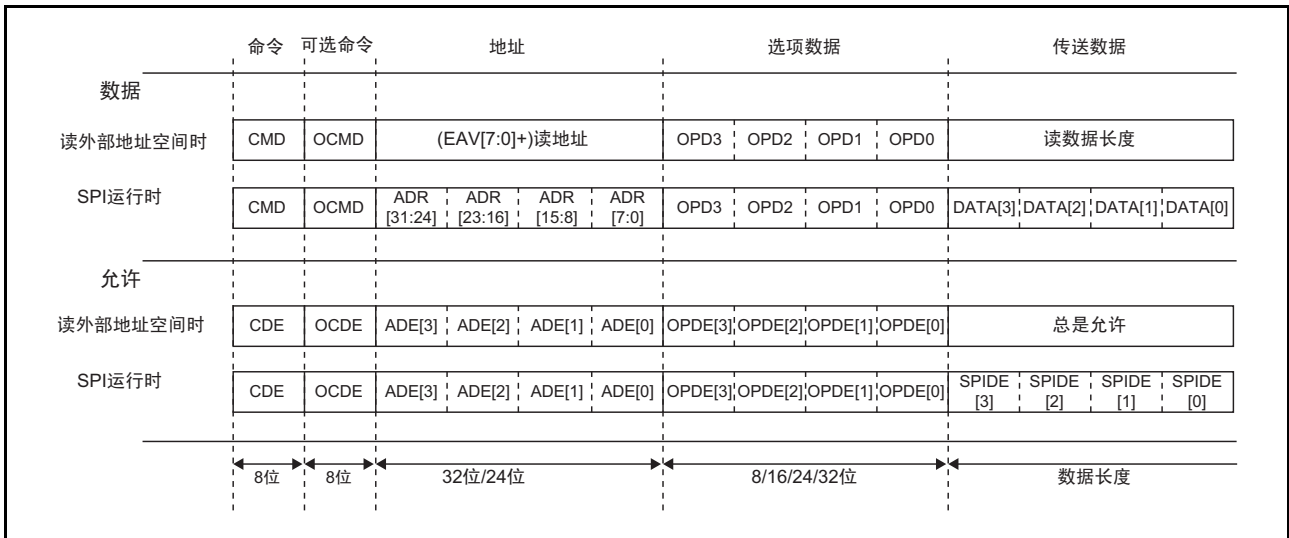 命令 可选命令 地址 选项数据 传送数据
数据
读外部地址空间时 CMD OCMD (EAV[7:0]+)读地址 OPD3 OPD2 OPD1 OPD0 读数据长度
SPI运行时 CMD OCMD ADR [31:24] ADR [23:16] ADR [15:8] ADR [7:0] OPD3 OPD2 OPD1 OPD0 DATA[3] DATA[2] DATA[1] DATA[0]
允许
读外部地址空间时 CDE OCDE ADE[3] ADE[2] ADE[1] ADE[0] OPDE[3] OPDE[2] OPDE[1] OPDE[0] 总是允许
SPI运行时 CDE OCDE ADE[3] ADE[2] ADE[1] ADE[0] OPDE[3] OPDE[2] OPDE[1] OPDE[0] SPIDE [3] SPIDE [2] SPIDE [1] SPIDE [0]
8位 8位 32位/24位 8/16/24/32位 数据长度